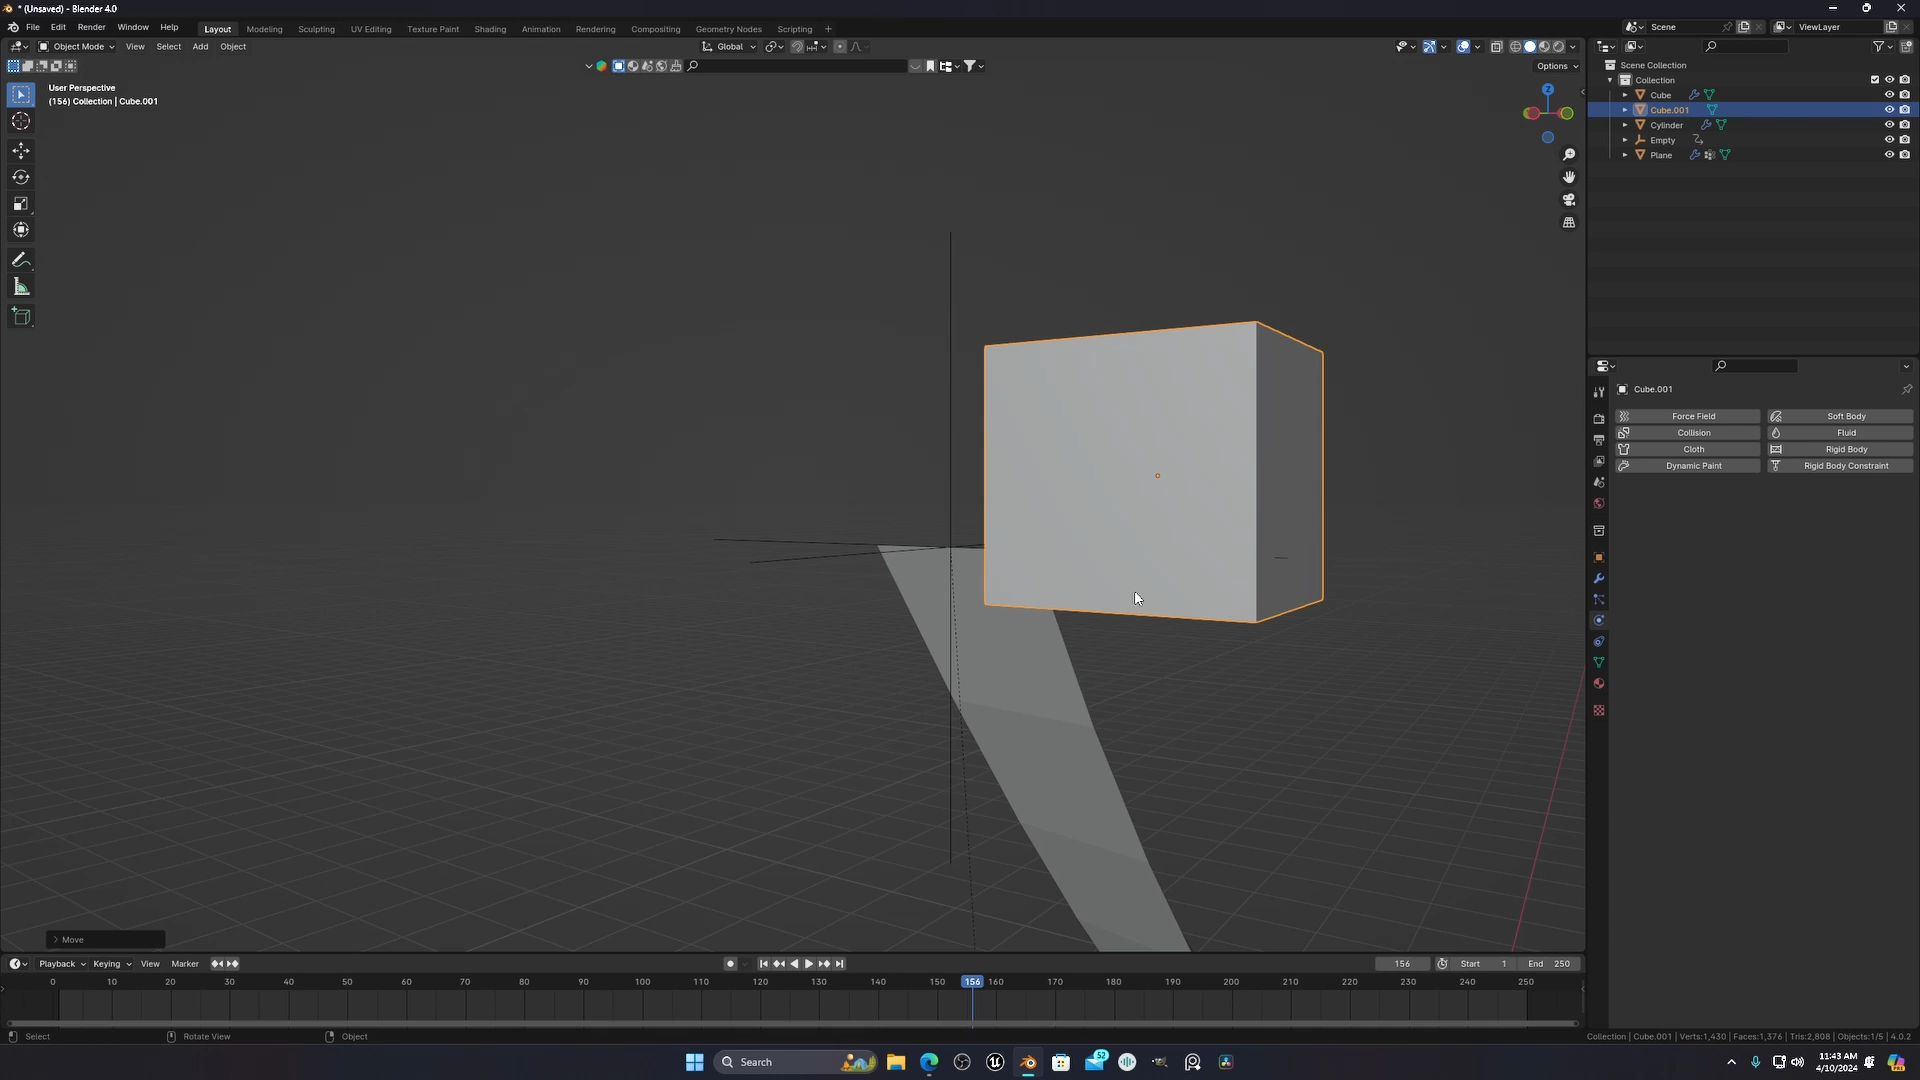 * (Unsaved) - Blender 4.0
File Edit Render Window Help
Layout Modeling Sculpting UV Editing Texture Paint Shading Animation Rendering Compositing Geometry Nodes Scripting +
Scene ViewLayer
Object Mode View Select Add Object
Global
Options
User Perspective
(156) Collection | Cube.001
Z
Scene Collection
Collection
Cube
Cube.001
Cylinder
Empty
Plane
Cube.001
Force Field Soft Body
Collision Fluid
Cloth Rigid Body
Dynamic Paint Rigid Body Constraint
Move
Playback Keying View Marker
156 Start 1 End 250
0 10 20 30 40 50 60 70 80 90 100 110 120 130 140 150 156 160 170 180 190 200 210 220 230 240 250
Select Rotate View Object
Collection | Cube.001 | Verts:1,430 | Faces:1,376 | Tris:2,808 | Objects:1/5 | 4.0.2
Search
52
11:43 AM
4/10/2024
PRE